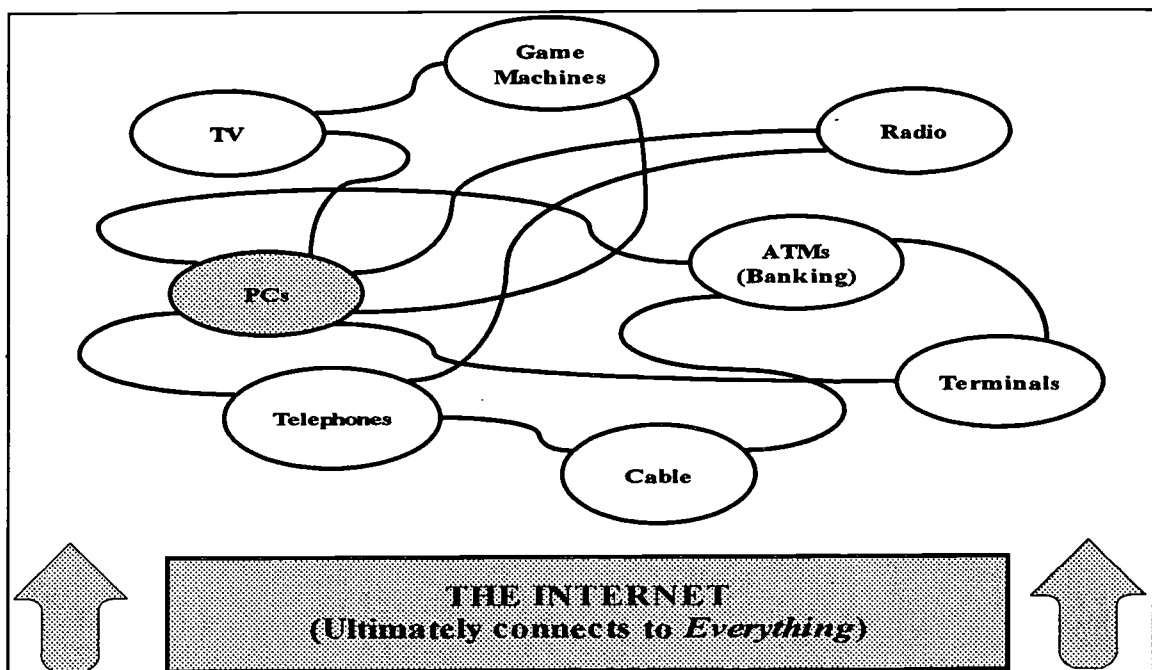 Game
Machines
TV
Radio
ATMs
(Banking)
PCs
Terminals
Telephones
Cable
THE INTERNET
(Ultimately connects to Everything)